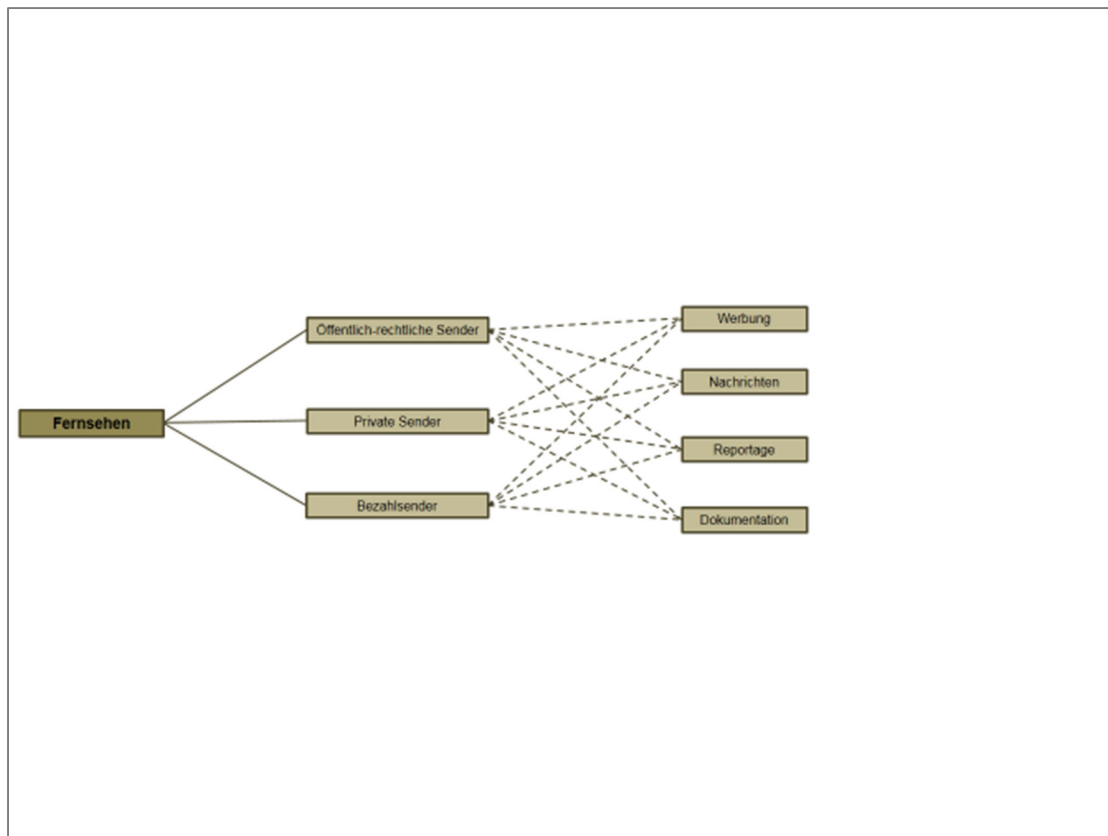 Fernsehen
Öffentlich-rechtliche Sender
Private Sender
Bezahlsender
Werbung
Nachrichten
Reportage
Dokumentation